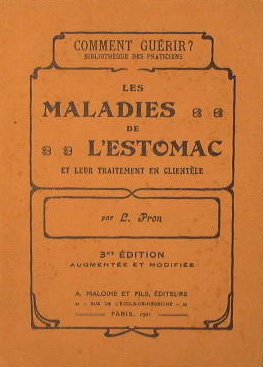 COMMENT GUÉRIR?
BIBLIOTHÈQUE DES PRATICIENS
LES
MALADIES
DE
L'ESTOMAC
ET LEUR TRAITEMENT EN CLIENTÈLE
par L. Pron
ÉDITION
AUGMENTÉE ET MODIFIÉE
A. MALOINE ET FILS, ÉDITEURS
RUE DE L'ÉCOLE-DE-MÉDECINE
PARIS, 1921